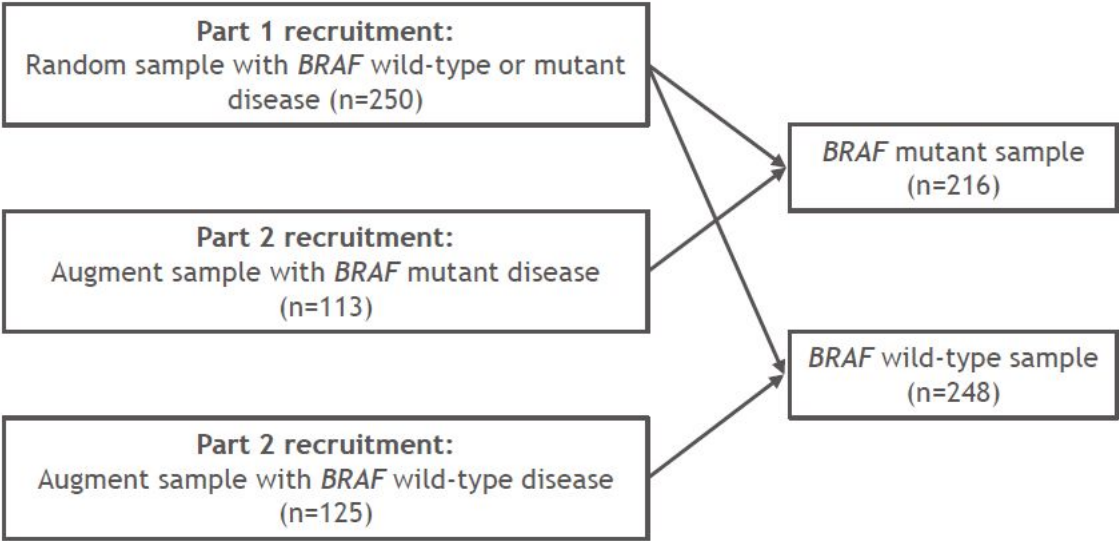 Part 1 recruitment:
Random sample with BRAF wild-type or mutant
disease (n=250)
BRAF mutant sample
(n=216)
Part 2 recruitment:
Augment sample with BRAF mutant disease
(n=113)
BRAF wild-type sample
(n=248)
Part 2 recruitment:
Augment sample with BRAF wild-type disease
(n=125)